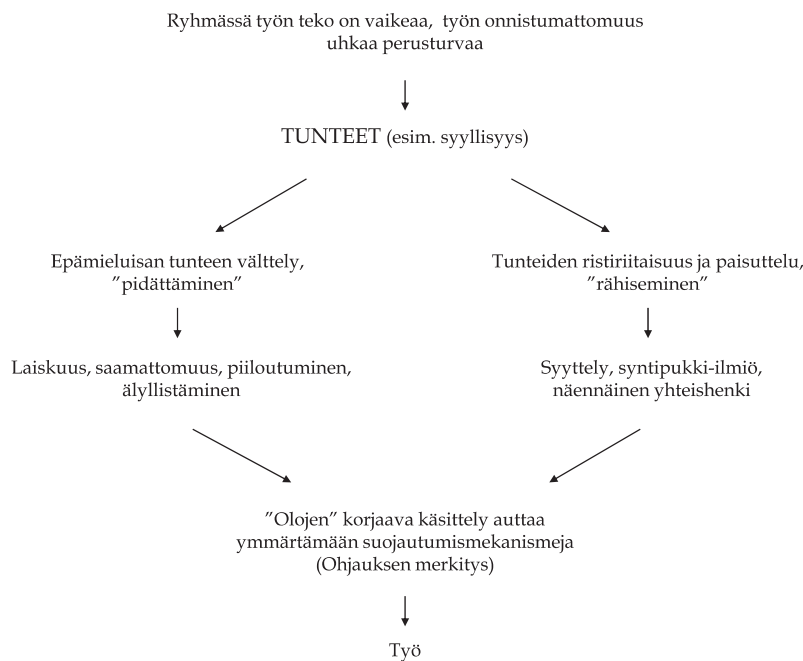 Ryhmässä työn teko on vaikeaa, työn onnistumattomuus
uhkaa perusturvaa
TUNTEET (esim. syyllisyys)
Epämieluisan tunteen välttely,
”pidättäminen”
Tunteiden ristiriitaisuus ja paisuttelu,
”rähiseminen”
Laiskuus, saamattomuus, piiloutuminen,
älyllistäminen
Syyttely, syntipukki-ilmiö,
näennäinen yhteishenki
”Olojen” korjaava käsittely auttaa
ymmärtämään suojautumismekanismeja
(Ohjauksen merkitys)
Työ